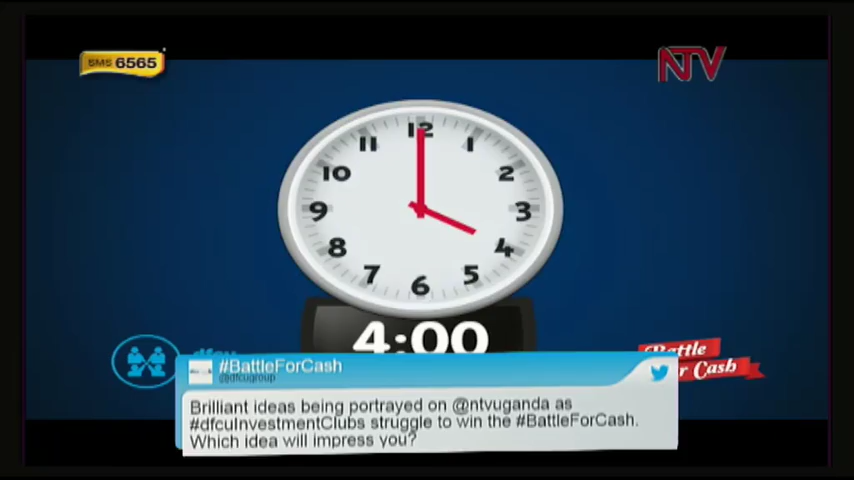 SMS 6565
NTV
12
11
1
10
2
9
3
8
4
7
5
6
4:00
dfcu
Battle
For Cash
#BattleForCash
@dfcugroup
Brilliant ideas being portrayed on @ntvuganda as
#dfcuInvestmentClubs struggle to win the #BattleForCash.
Which idea will impress you?